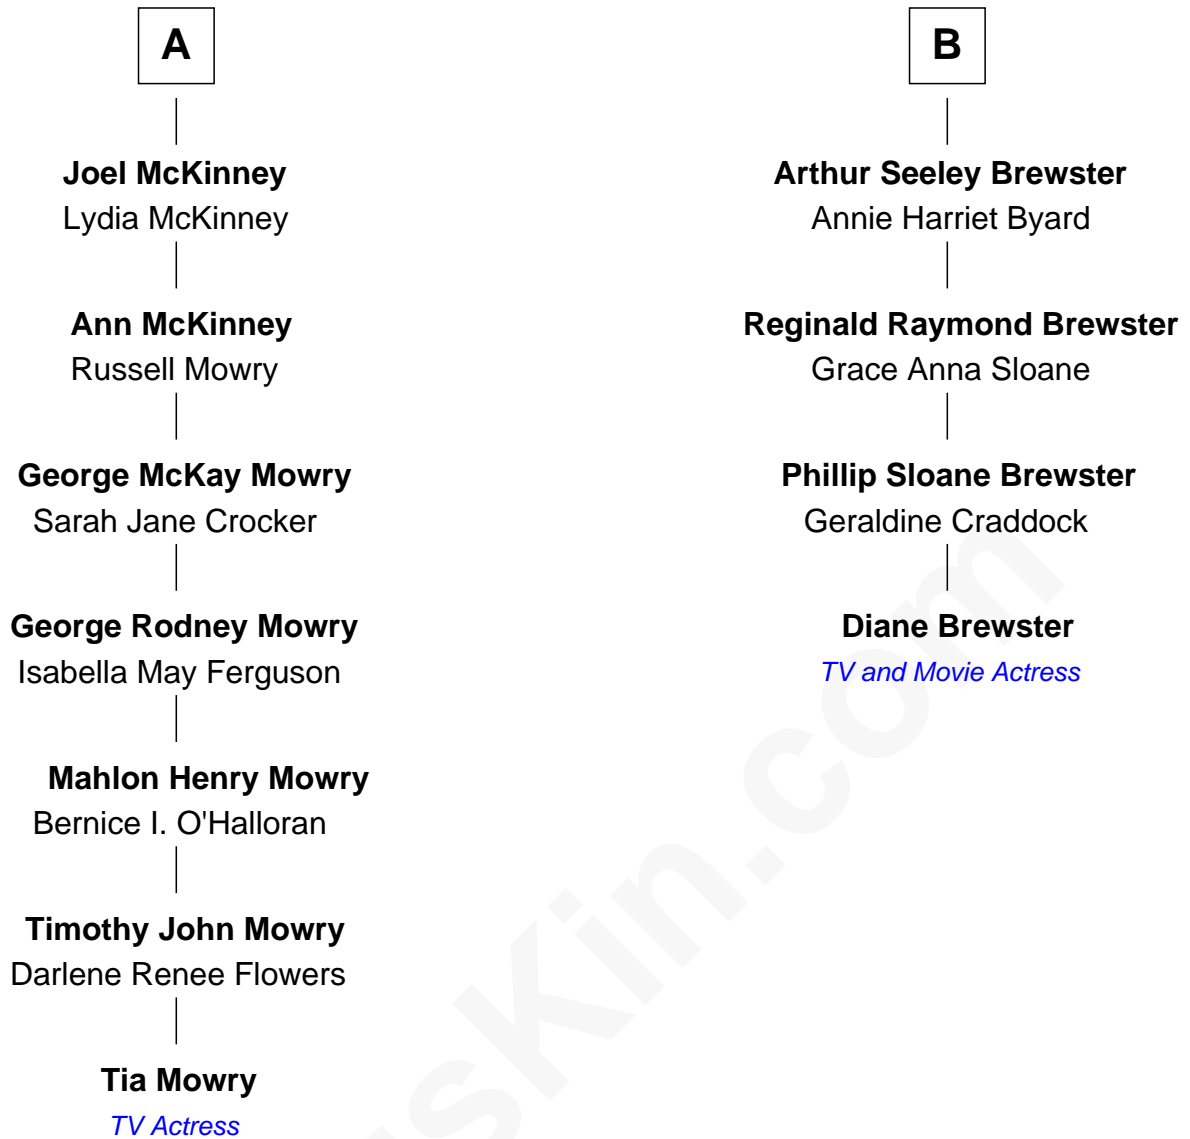 A
Joel McKinney
Lydia McKinney
Ann McKinney
Russell Mowry
George McKay Mowry
Sarah Jane Crocker
George Rodney Mowry
Isabella May Ferguson
Mahlon Henry Mowry
Bernice I. O'Halloran
Timothy John Mowry
Darlene Renee Flowers
Tia Mowry
TV Actress
B
Arthur Seeley Brewster
Annie Harriet Byard
Reginald Raymond Brewster
Grace Anna Sloane
Phillip Sloane Brewster
Geraldine Craddock
Diane Brewster
TV and Movie Actress
sKin.com